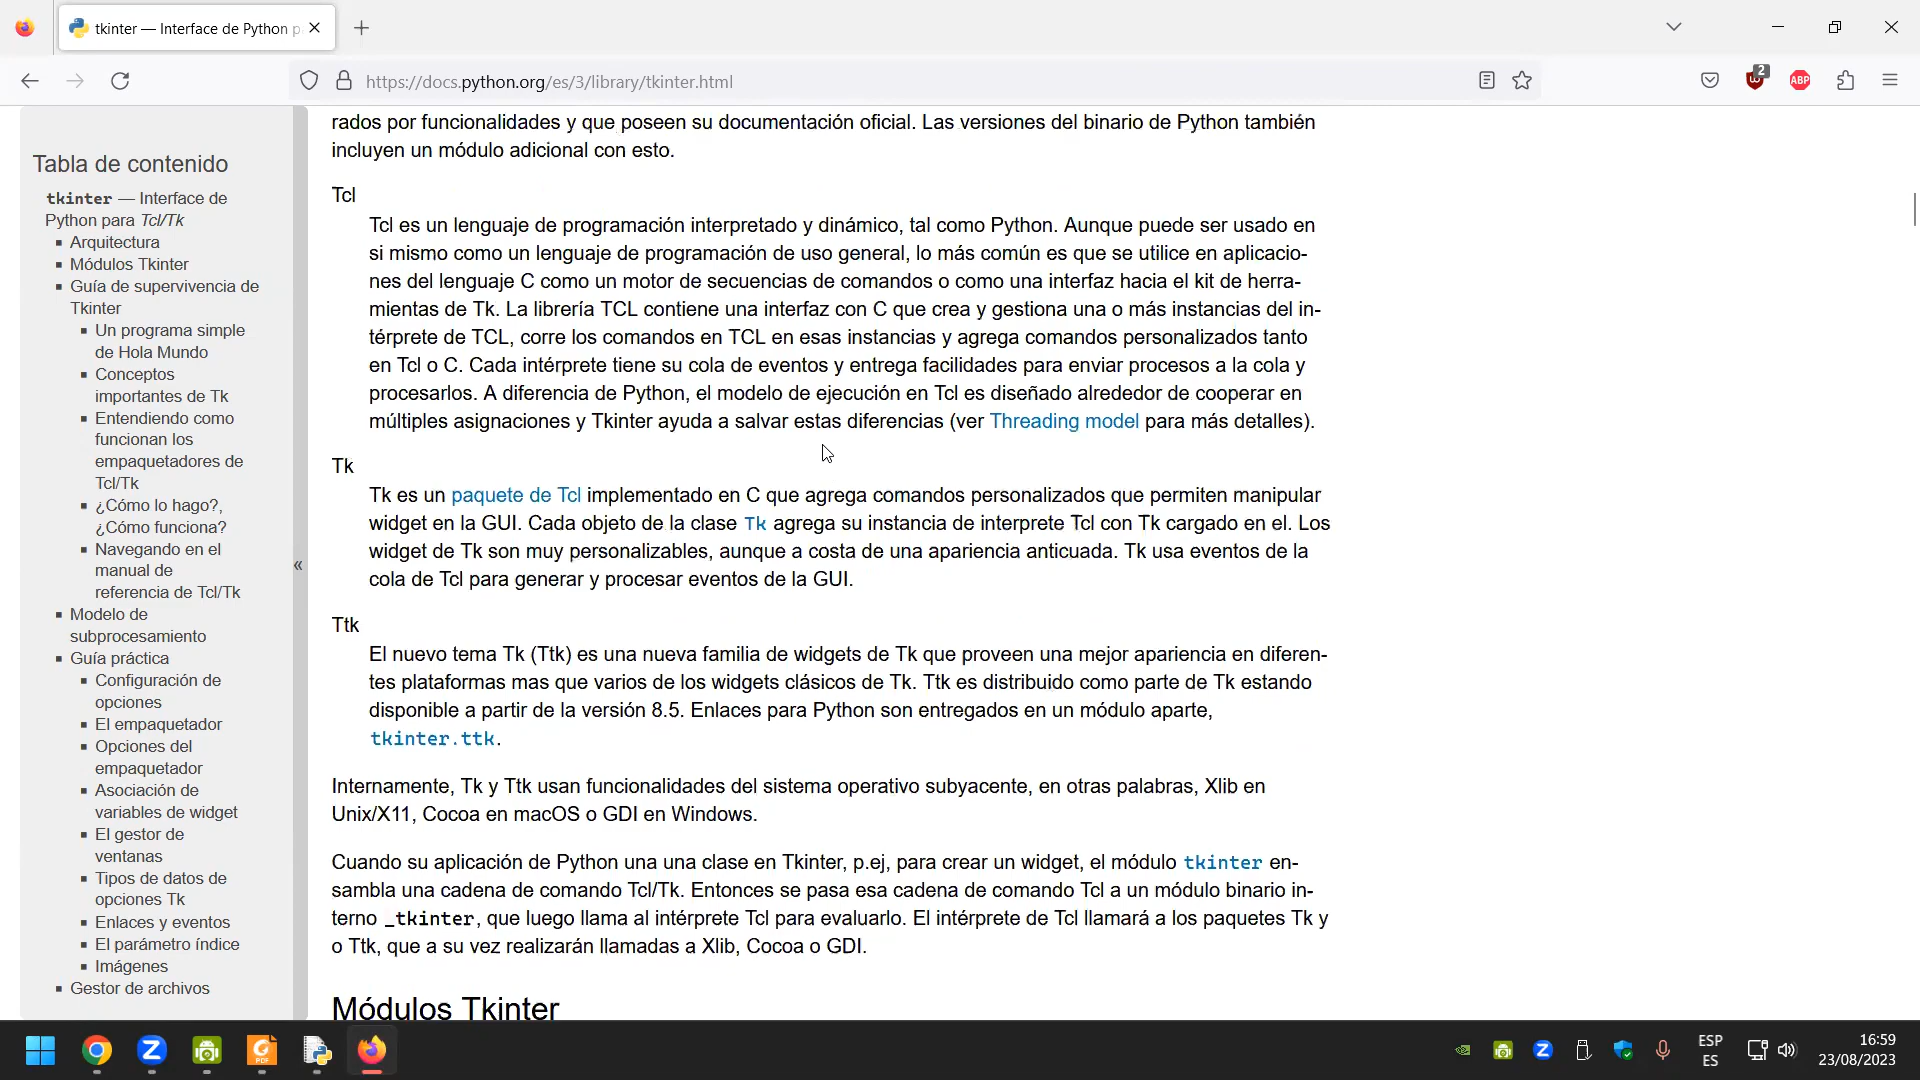 tkinter — Interface de Python p
https://docs.python.org/es/3/library/tkinter.html
2
ABP
Tabla de contenido
tkinter — Interface de
Python para Tcl/Tk
Arquitectura
Módulos Tkinter
Guía de supervivencia de
Tkinter
Un programa simple
de Hola Mundo
Conceptos
importantes de Tk
Entendiendo como
funcionan los
empaquetadores de
Tcl/Tk
¿Cómo lo hago?,
¿Cómo funciona?
Navegando en el
manual de
referencia de Tcl/Tk
Modelo de
subprocesamiento
Guía práctica
Configuración de
opciones
El empaquetador
Opciones del
empaquetador
Asociación de
variables de widget
El gestor de
ventanas
Tipos de datos de
opciones Tk
Enlaces y eventos
El parámetro índice
Imágenes
Gestor de archivos
«
rados por funcionalidades y que poseen su documentación oficial. Las versiones del binario de Python también
incluyen un módulo adicional con esto.
Tcl
Tcl es un lenguaje de programación interpretado y dinámico, tal como Python. Aunque puede ser usado en
si mismo como un lenguaje de programación de uso general, lo más común es que se utilice en aplicacio-
nes del lenguaje C como un motor de secuencias de comandos o como una interfaz hacia el kit de herra-
mientas de Tk. La librería TCL contiene una interfaz con C que crea y gestiona una o más instancias del in-
térprete de TCL, corre los comandos en TCL en esas instancias y agrega comandos personalizados tanto
en Tcl o C. Cada intérprete tiene su cola de eventos y entrega facilidades para enviar procesos a la cola y
procesarlos. A diferencia de Python, el modelo de ejecución en Tcl es diseñado alrededor de cooperar en
múltiples asignaciones y Tkinter ayuda a salvar estas diferencias (ver Threading model para más detalles).
Tk
Tk es un paquete de Tcl implementado en C que agrega comandos personalizados que permiten manipular
widget en la GUI. Cada objeto de la clase Tk agrega su instancia de interprete Tcl con Tk cargado en el. Los
widget de Tk son muy personalizables, aunque a costa de una apariencia anticuada. Tk usa eventos de la
cola de Tcl para generar y procesar eventos de la GUI.
Ttk
El nuevo tema Tk (Ttk) es una nueva familia de widgets de Tk que proveen una mejor apariencia en diferen-
tes plataformas mas que varios de los widgets clásicos de Tk. Ttk es distribuido como parte de Tk estando
disponible a partir de la versión 8.5. Enlaces para Python son entregados en un módulo aparte,
tkinter.ttk.
Internamente, Tk y Ttk usan funcionalidades del sistema operativo subyacente, en otras palabras, Xlib en
Unix/X11, Cocoa en macOS o GDI en Windows.
Cuando su aplicación de Python una una clase en Tkinter, p.ej, para crear un widget, el módulo tkinter en-
sambla una cadena de comando Tcl/Tk. Entonces se pasa esa cadena de comando Tcl a un módulo binario in-
terno _tkinter, que luego llama al intérprete Tcl para evaluarlo. El intérprete de Tcl llamará a los paquetes Tk y
o Ttk, que a su vez realizarán llamadas a Xlib, Cocoa o GDI.
Módulos Tkinter
PDF
ESP
ES
16:59
23/08/2023